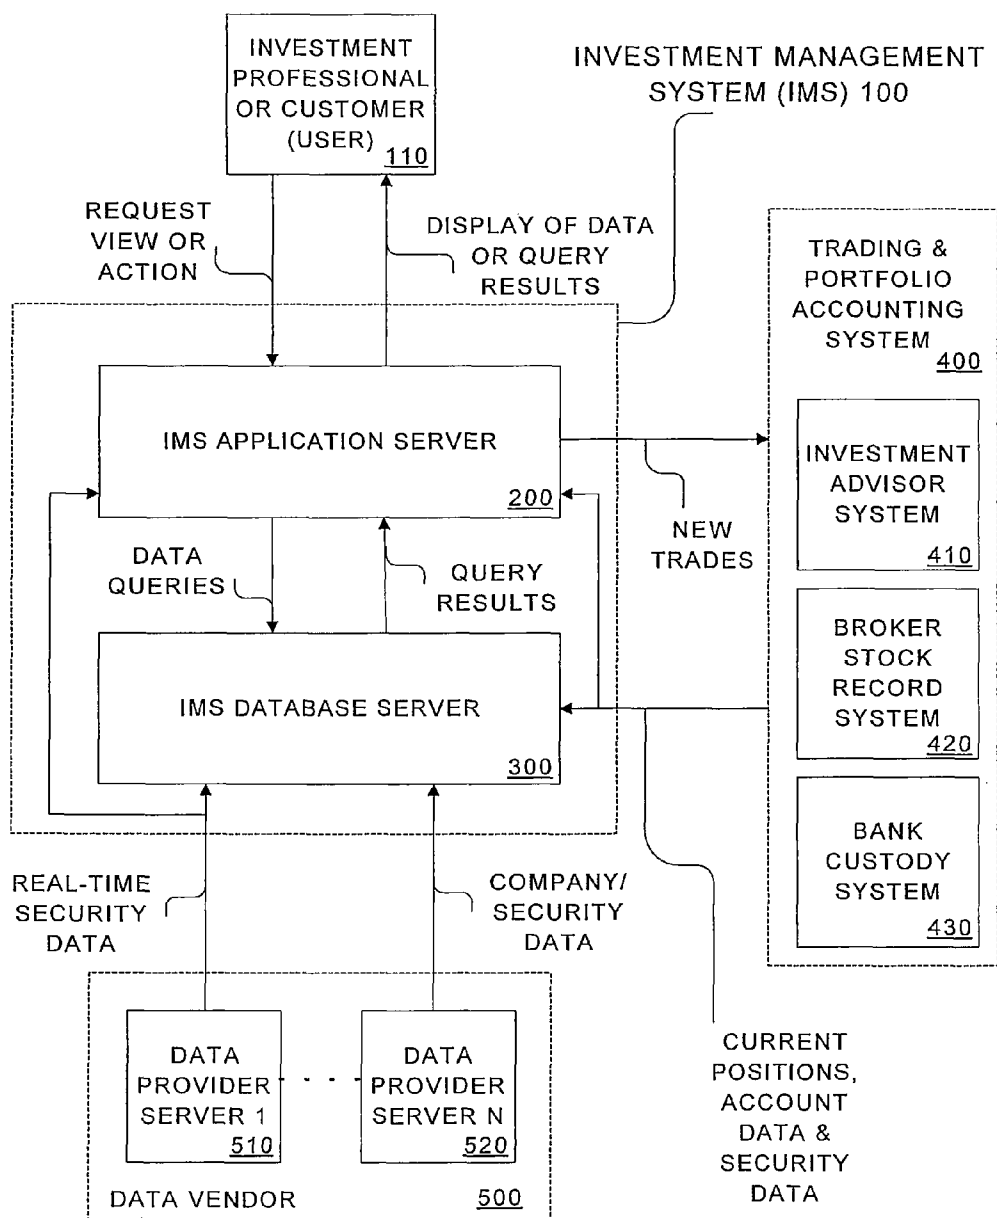 INVESTMENT
PROFESSIONAL
OR CUSTOMER
(USER)
110
INVESTMENT MANAGEMENT
SYSTEM (IMS) 100
REQUEST
VIEW OR
ACTION
DISPLAY OF DATA
OR QUERY
RESULTS
TRADING &
PORTFOLIO
ACCOUNTING
SYSTEM
400
IMS APPLICATION SERVER
200
INVESTMENT
ADVISOR
SYSTEM
410
NEW
TRADES
DATA
QUERIES
QUERY
RESULTS
BROKER
STOCK
RECORD
SYSTEM
420
IMS DATABASE SERVER
300
BANK
CUSTODY
SYSTEM
430
REAL-TIME
SECURITY
DATA
COMPANY/
SECURITY
DATA
CURRENT
POSITIONS,
ACCOUNT
DATA &
SECURITY
DATA
DATA
PROVIDER
SERVER 1
510
DATA
PROVIDER
SERVER N
520
DATA VENDOR
500